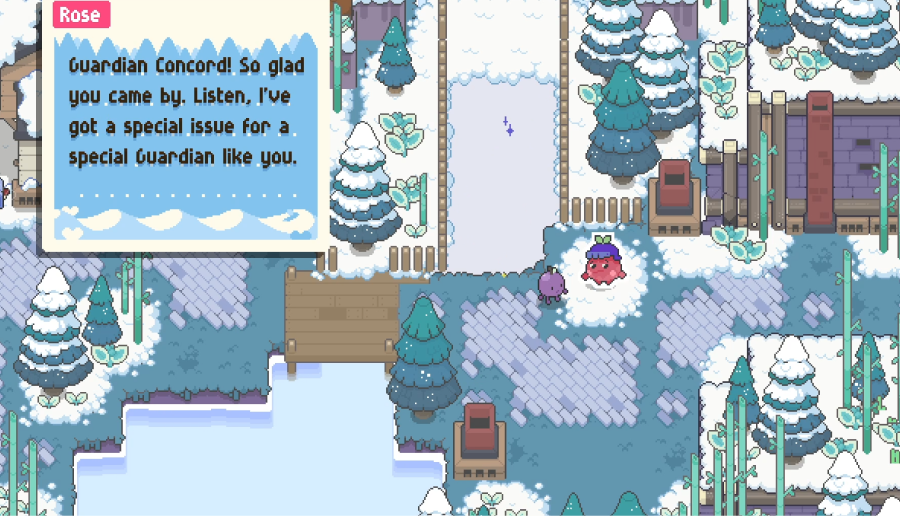 Rose
Guardian Concord! So glad
you came by. Listen, I've
got a special issue for a
special Guardian like you.